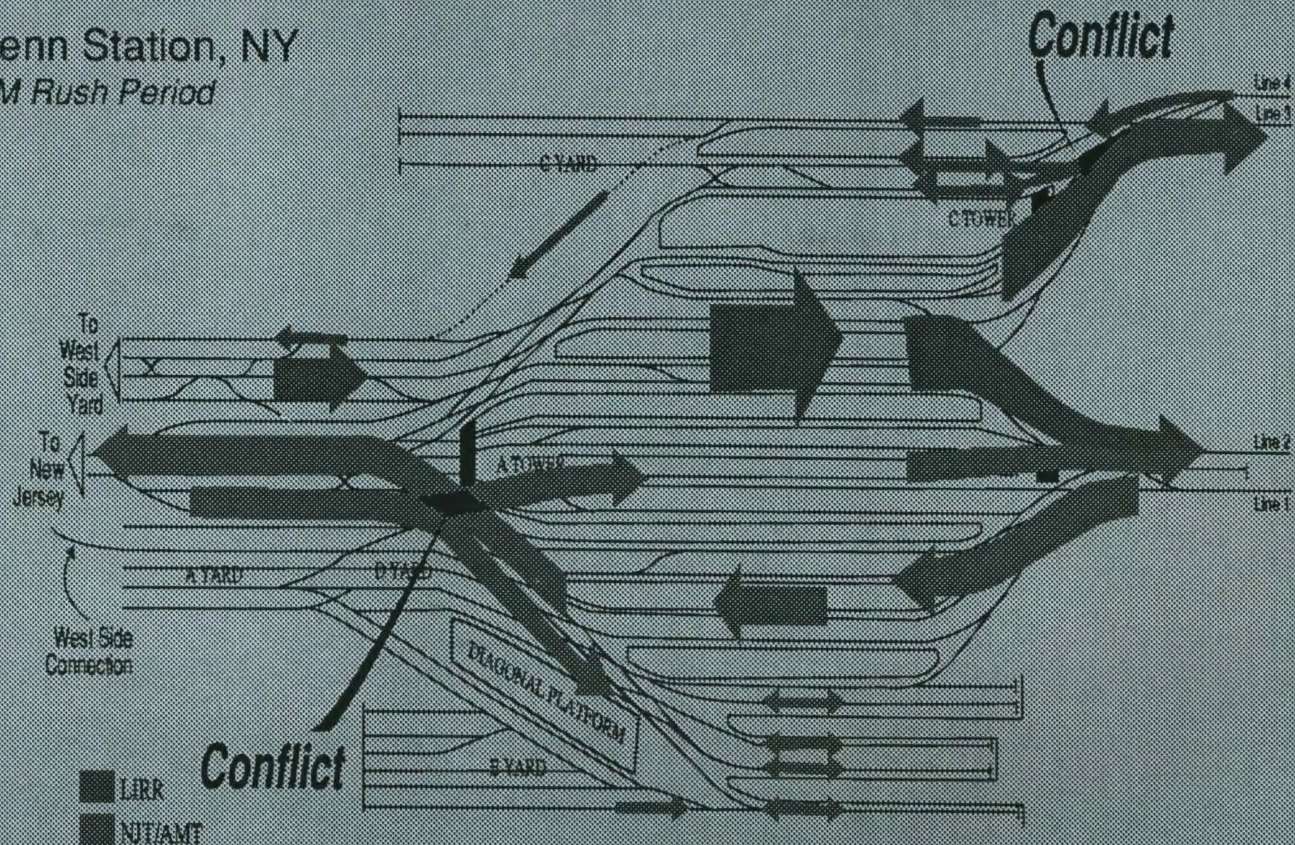 enn Station, NY
M Rush Period
Conflict
Line 4
Line 3
C YARD
C TOWER
To
West
Side
Yard
To
New
Jersey
A TOWER
Line 2
Line 1
A YARD
D YARD
West Side
Connection
DIAGONAL PLATFORM
Conflict
E YARD
LIRR
NJT/AMT